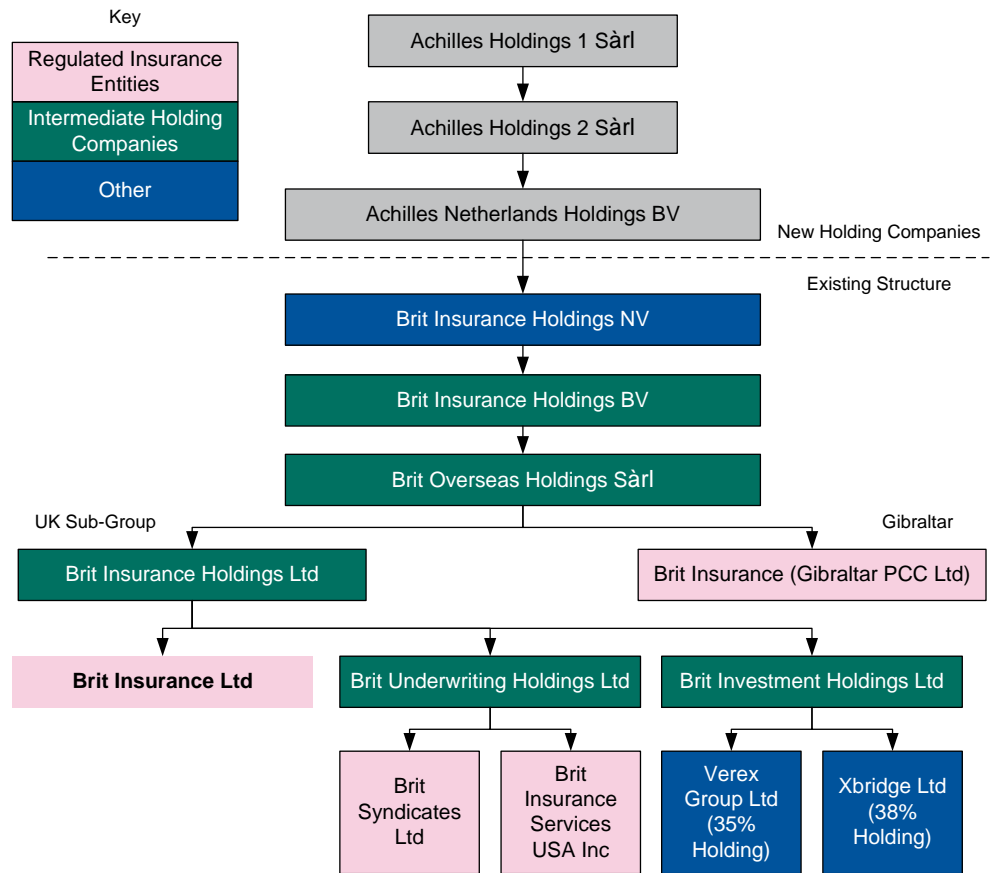 Key
Regulated Insurance
Entities
Intermediate Holding
Companies
Other
Achilles Holdings 1 Sàrl
Achilles Holdings 2 Sàrl
Achilles Netherlands Holdings BV
New Holding Companies
Existing Structure
Brit Insurance Holdings NV
Brit Insurance Holdings BV
Brit Overseas Holdings Sàrl
UK Sub-Group
Gibraltar
Brit Insurance Holdings Ltd
Brit Insurance (Gibraltar PCC Ltd)
Brit Insurance Ltd
Brit Underwriting Holdings Ltd
Brit Investment Holdings Ltd
Brit
Syndicates
Ltd
Brit
Insurance
Services
USA Inc
Verex
Group Ltd
(35%
Holding)
Xbridge Ltd
(38%
Holding)